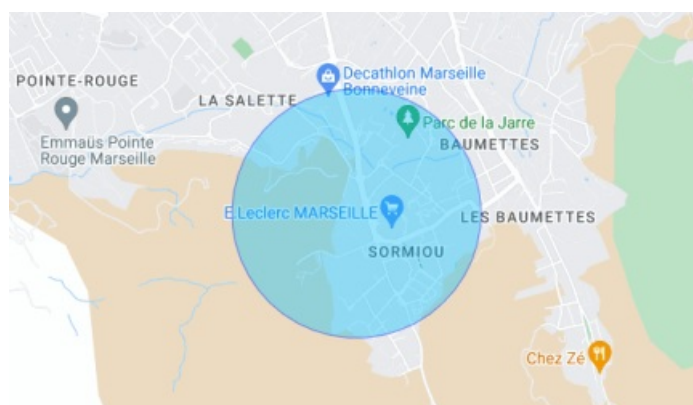 Decathlon Marseille
Bonneveine
POINTE-ROUGE
LA SALETTE
Parc de la Jarre
Emmaüs Pointe
Rouge Marseille
BAUMETTES
E.Leclerc MARSEILLE
LES BAUMETTES
SORMIOU
Chez Zé